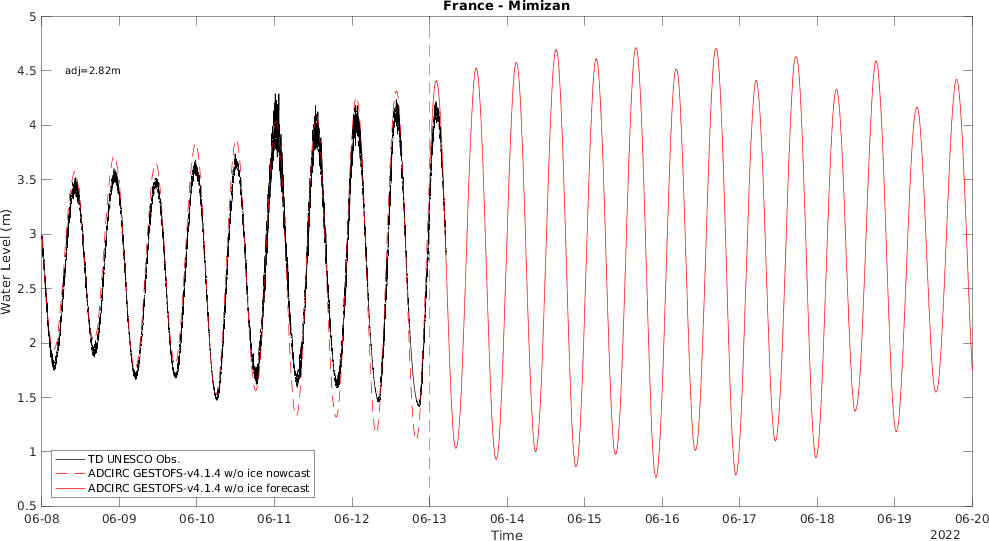 France - Mimizan
5
4.5
adj=2.82m
4
3.5
3
2.5
2
1.5
1
0.5
Water Level (m)
TD UNESCO Obs.
ADCIRC GESTOFS-v4.1.4 w/o ice nowcast
ADCIRC GESTOFS-v4.1.4 w/o ice forecast
06-08 06-09 06-10 06-11 06-12 06-13 06-14 06-15 06-16 06-17 06-18 06-19 06-20
Time
2022